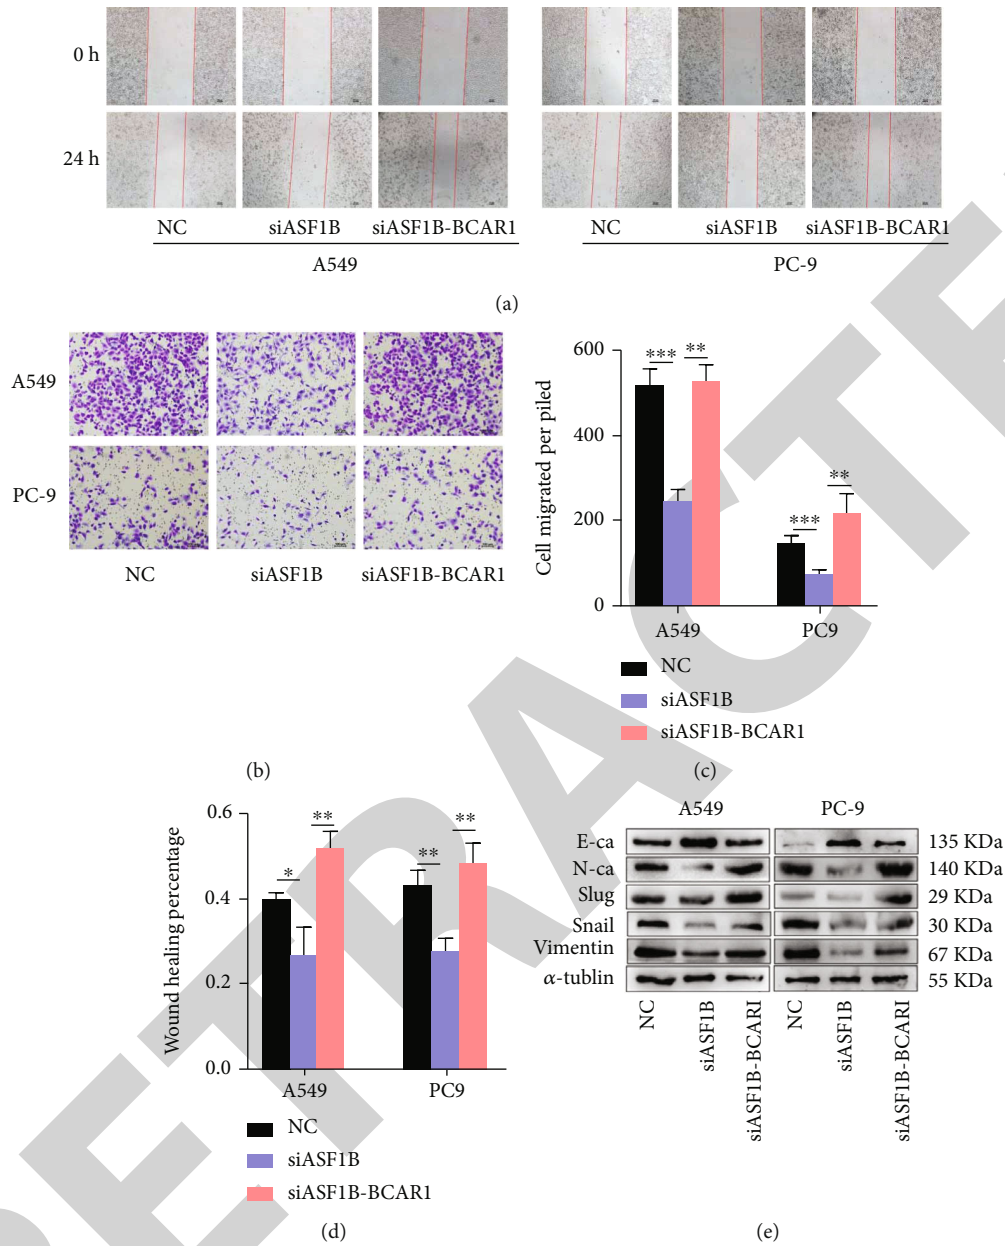 0 h
24 h
NC siASF1B siASF1B-BCAR1
A549
NC siASF1B siASF1B-BCAR1
PC-9
(a)
A549
PC-9
NC siASF1B siASF1B-BCAR1
(b)
Cell migrated per piled
600
400
200
0
*** **
*** **
A549 PC9
NC
siASF1B
siASF1B-BCAR1
(c)
Wound healing percentage
0.6
0.4
0.2
0.0
* **
** **
A549 PC9
NC
siASF1B
siASF1B-BCAR1
(d)
A549 PC-9
E-ca 135 KDa
N-ca 140 KDa
Slug 29 KDa
Snail 30 KDa
Vimentin 67 KDa
α-tublin 55 KDa
NC
siASF1B
siASF1B-BCARI
NC
siASF1B
siASF1B-BCARI
(e)
RETRACTE